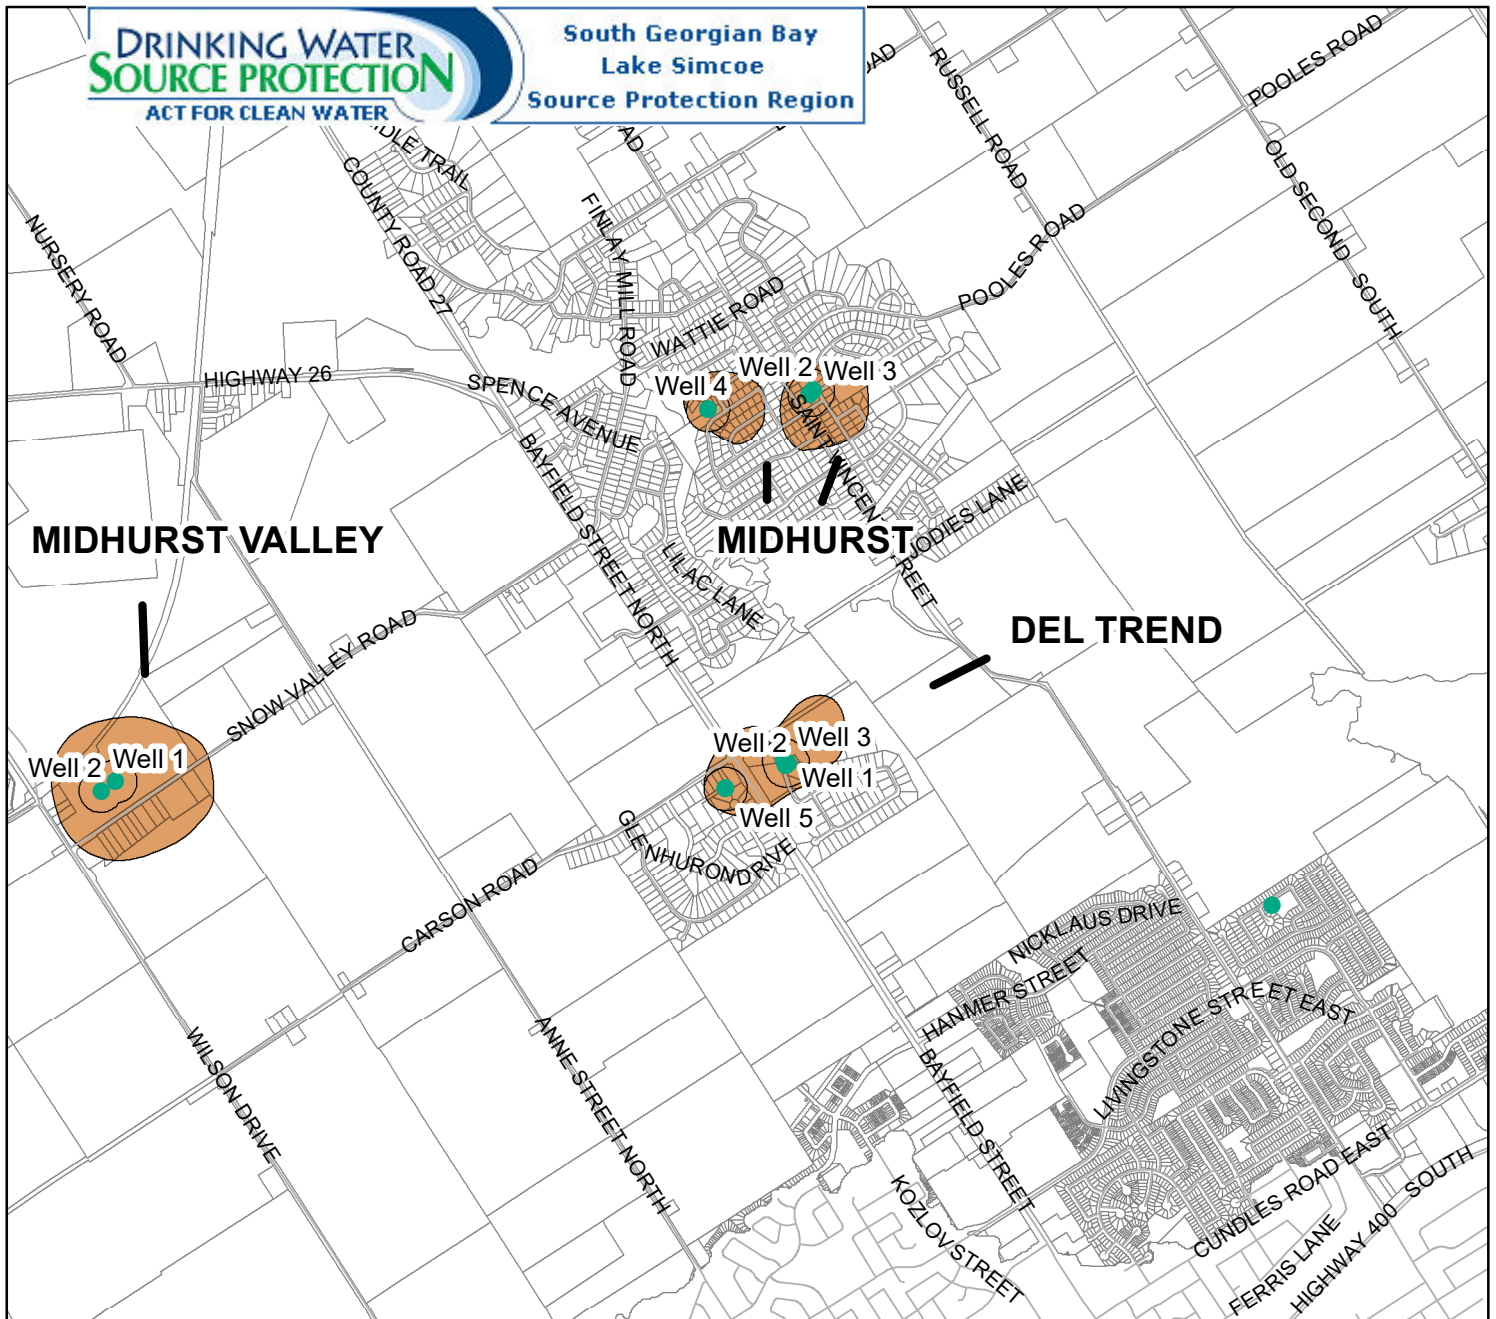 DRINKING WATER
SOURCE PROTECTION
ACT FOR CLEAN WATER
South Georgian Bay
Lake Simcoe
Source Protection Region
RUSSELL ROAD
POOLES ROAD
OLD SECOND SOUTH
POOLES ROAD
TRAIL
COUNTY ROAD 27
FINLAY MILL ROAD
NURSERY ROAD
WATTIE ROAD
HIGHWAY 26
SPENCE AVENUE
Well 4
Well 2
Well 3
SAINT VINCENT STREET
BAYFIELD STREET NORTH
MIDHURST VALLEY
MIDHURST
JODIES LANE
LILAC LANE
DEL TREND
SNOW VALLEY ROAD
Well 2
Well 1
Well 2
Well 3
Well 1
Well 5
GLENHURON DRIVE
CARSON ROAD
NICKLAUS DRIVE
HANMER STREET
LIVINGSTONE STREET EAST
WILSON DRIVE
ANNE STREET NORTH
BAYFIELD STREET
KOZLOV STREET
CUNDLES ROAD EAST
FERRIS LANE
HIGHWAY 400 SOUTH